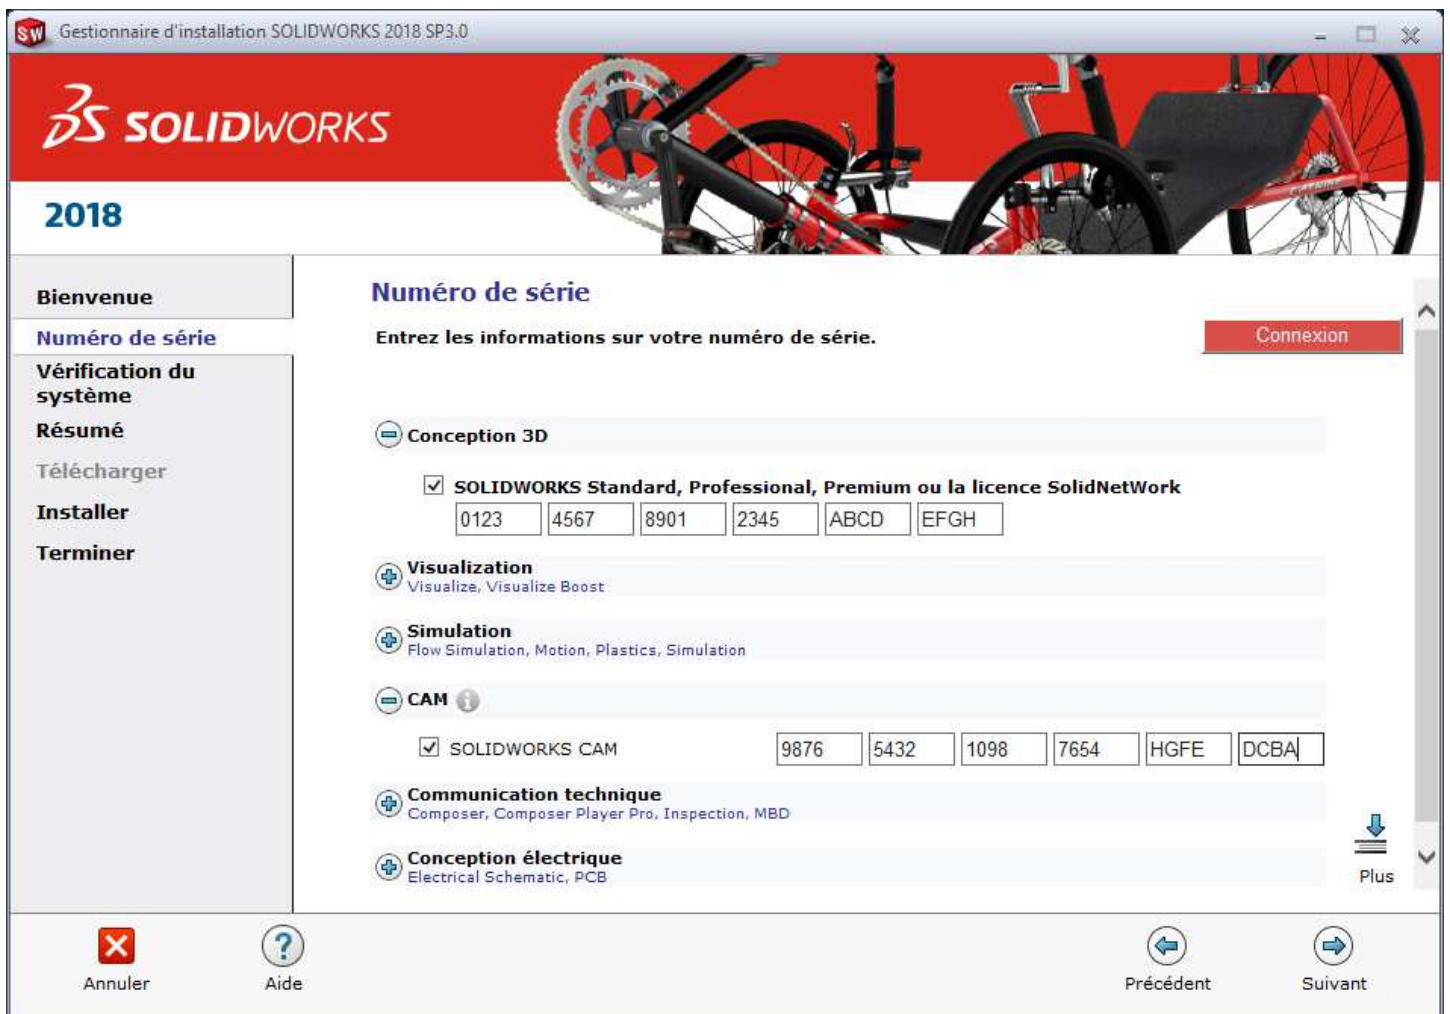 SW Gestionnaire d'installation SOLIDWORKS 2018 SP3.0
3S SOLIDWORKS
2018
Bienvenue
Numéro de série
Vérification du
système
Résumé
Télécharger
Installer
Terminer
Numéro de série
Entrez les informations sur votre numéro de série.
Connexion
Conception 3D
SOLIDWORKS Standard, Professional, Premium ou la licence SolidNetWork
0123 4567 8901 2345 ABCD EFGH
Visualization
Visualize, Visualize Boost
Simulation
Flow Simulation, Motion, Plastics, Simulation
CAM i
SOLIDWORKS CAM 9876 5432 1098 7654 HGFE DCBA
Communication technique
Composer, Composer Player Pro, Inspection, MBD
Conception électrique
Electrical Schematic, PCB
Plus
Annuler
? Aide
Précédent
Suivant